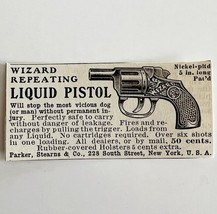 WIZARD
REPEATING
LIQUID PISTOL
Nickel-pltd
5 in. long
Pat'd
Will stop the most vicious dog
(or man) without permanent in-
jury. Perfectly safe to carry
without danger of leakage. Fires and re-
charges by pulling the trigger. Loads from
any Liquid. No cartridges required. Over six shots
in one loading. All dealers, or by mail, 50 cents.
Rubber-covered Holsters 5 cents extra.
Parker, Stearns & Co., 228 South Street, New York, U. S. A.